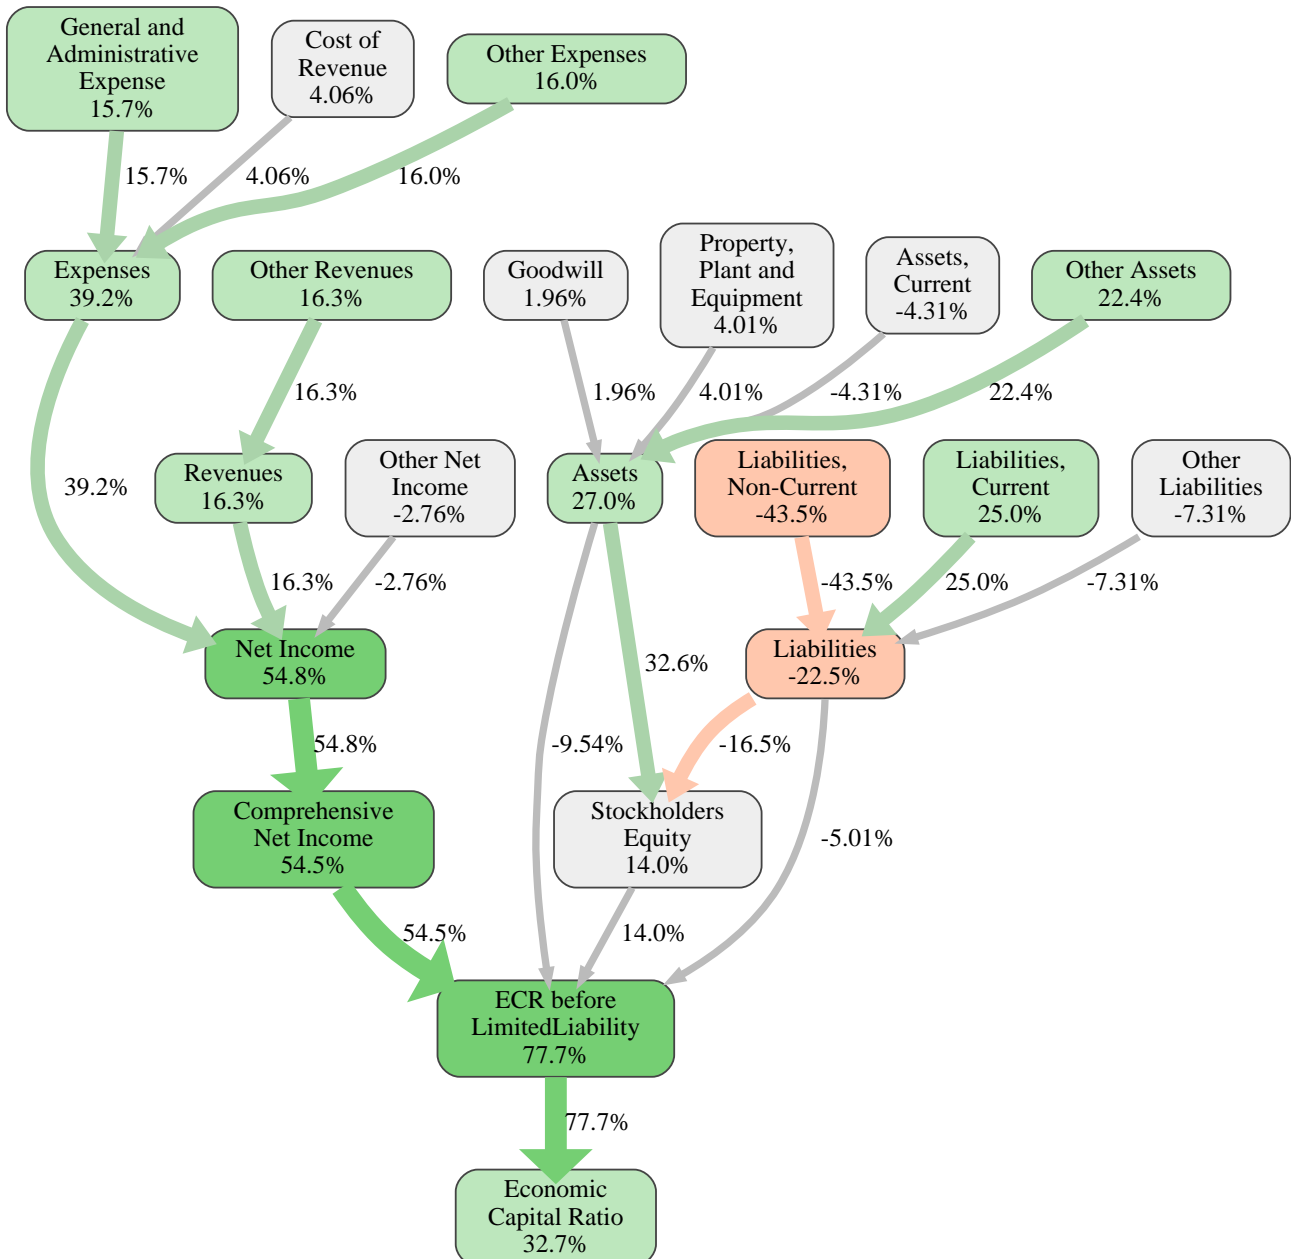 General and
Administrative
Expense
15.7%
Cost of
Revenue
4.06%
Other Expenses
16.0%
15.7%
4.06%
16.0%
Expenses
39.2%
Other Revenues
16.3%
Goodwill
1.96%
Property,
Plant and
Equipment
4.01%
Assets,
Current
-4.31%
Other Assets
22.4%
16.3%
1.96%
4.01%
-4.31%
22.4%
39.2%
Revenues
16.3%
Other Net
Income
-2.76%
Assets
27.0%
Liabilities,
Non-Current
-43.5%
Liabilities,
Current
25.0%
Other
Liabilities
-7.31%
16.3%
-2.76%
-43.5%
25.0%
-7.31%
Net Income
54.8%
32.6%
Liabilities
-22.5%
54.8%
-9.54%
-16.5%
Comprehensive
Net Income
54.5%
Stockholders
Equity
14.0%
-5.01%
54.5%
14.0%
ECR before
LimitedLiability
77.7%
77.7%
Economic
Capital Ratio
32.7%